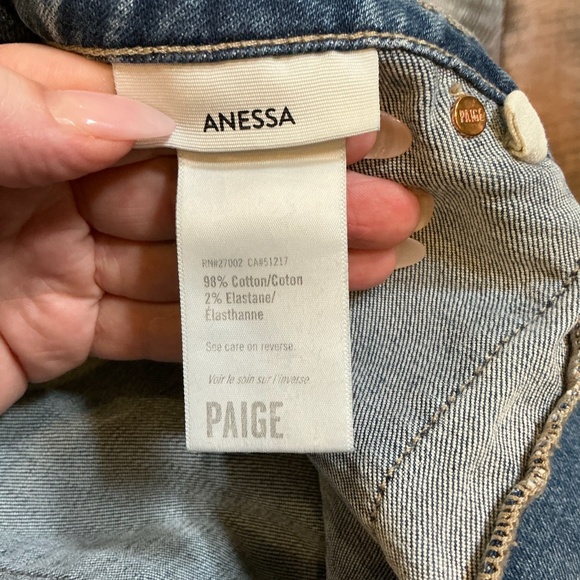 ANESSA
PAIGE
RN#27002 CA#51217
98% Cotton/Coton
2% Elastane/
Élasthanne
See care on reverse.
Voir le soin sur l'inverse
PAIGE